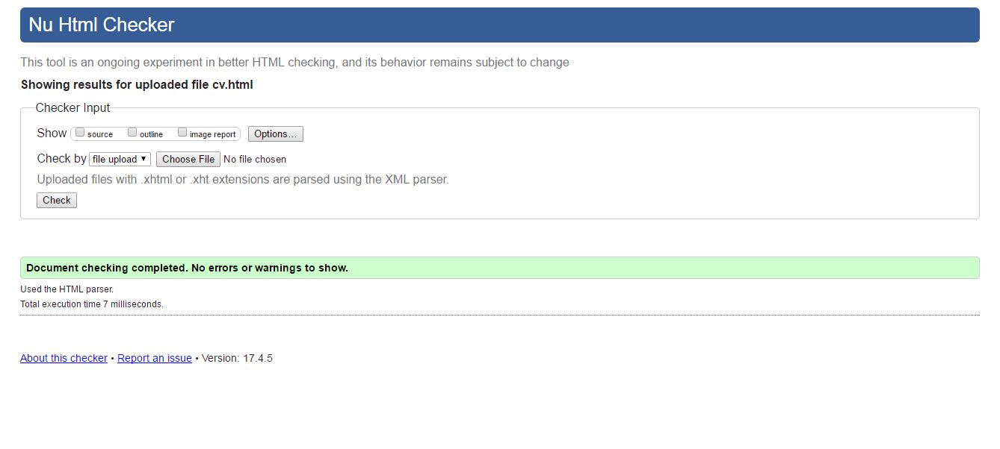 Nu Html Checker
This tool is an ongoing experiment in better HTML checking, and its behavior remains subject to change
Showing results for uploaded file cv.html
Checker Input
Show source outline image report Options...
Check by file upload Choose File No file chosen
Uploaded files with .xhtml or .xht extensions are parsed using the XML parser.
Check
Document checking completed. No errors or warnings to show.
Used the HTML parser.
Total execution time 7 milliseconds.
About this checker • Report an issue • Version: 17.4.5